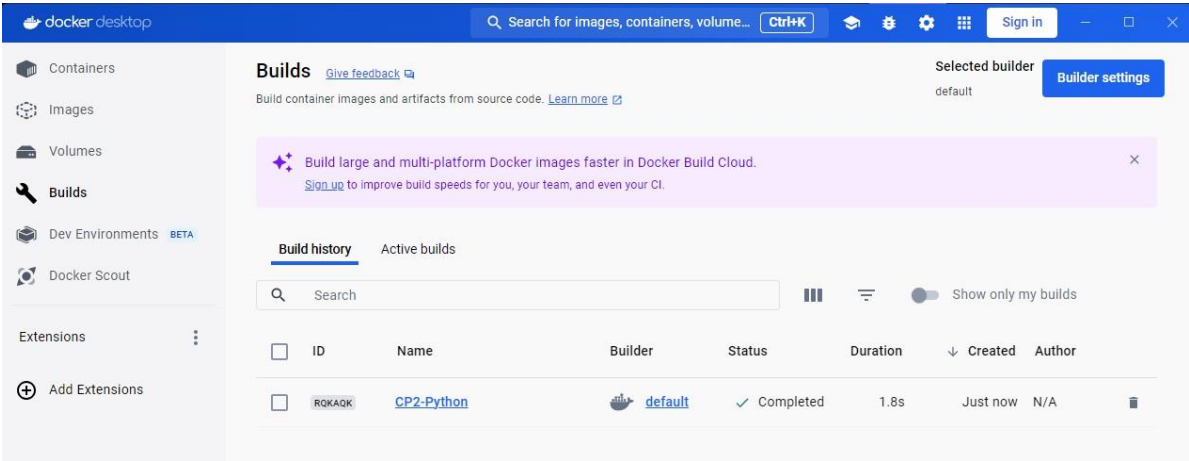 docker desktop
Search for images, containers, volume... Ctrl+K
Sign in
Containers
Images
Volumes
Builds
Dev Environments BETA
Docker Scout
Extensions
Add Extensions
Builds Give feedback
Build container images and artifacts from source code. Learn more
Selected builder
default
Builder settings
Build large and multi-platform Docker images faster in Docker Build Cloud.
Sign up to improve build speeds for you, your team, and even your CI.
Build history Active builds
Search
Show only my builds
ID Name Builder Status Duration Created Author
RQKAQK CP2-Python default Completed 1.8s Just now N/A